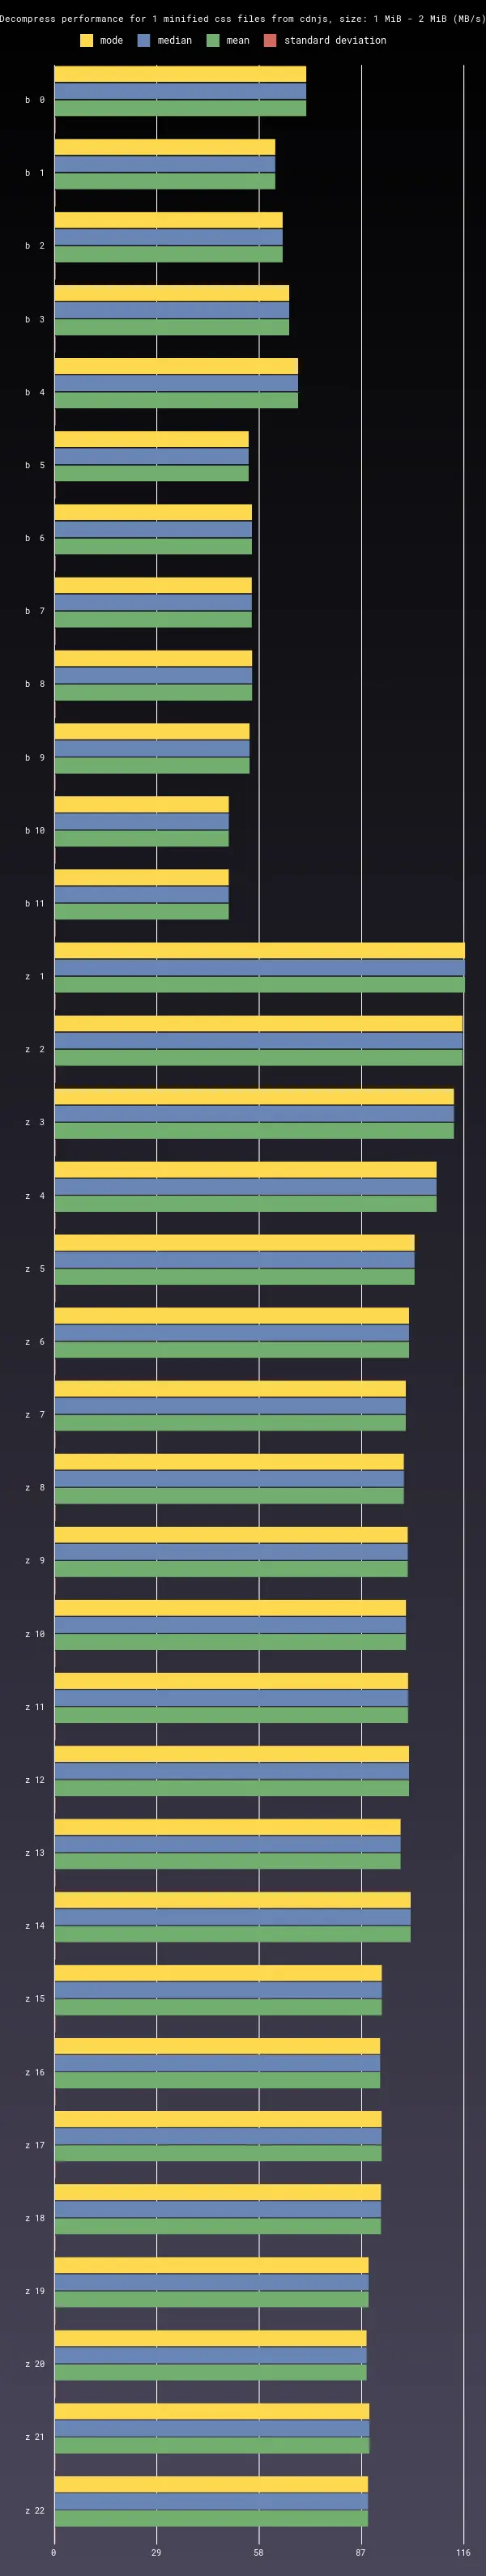 Decompress performance for 1 minified css files from cdnjs, size: 1 MiB - 2 MiB (MB/s)
mode median mean standard deviation
b 0
b 1
b 2
b 3
b 4
b 5
b 6
b 7
b 8
b 9
b 10
b 11
z 1
z 2
z 3
z 4
z 5
z 6
z 7
z 8
z 9
z 10
z 11
z 12
z 13
z 14
z 15
z 16
z 17
z 18
z 19
z 20
z 21
z 22
0 29 58 87 116